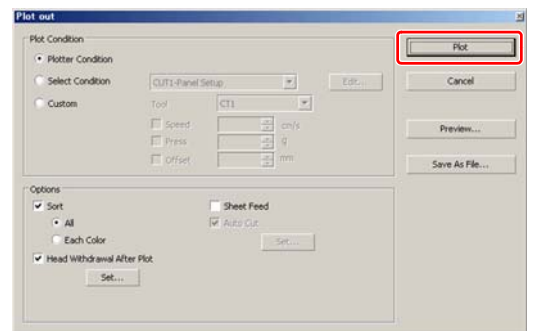 Plot out
Plot Condition
Plotter Condition
Select Condition
CUT1-Panel Setup
Edit...
Custom
Tool
CT1
Speed
cm/s
Press
g
Offset
mm
Plot
Cancel
Preview...
Save As File...
Options
Sort
Sheet Feed
All
Auto Cut
Each Color
Set...
Head Withdrawal After Plot
Set...